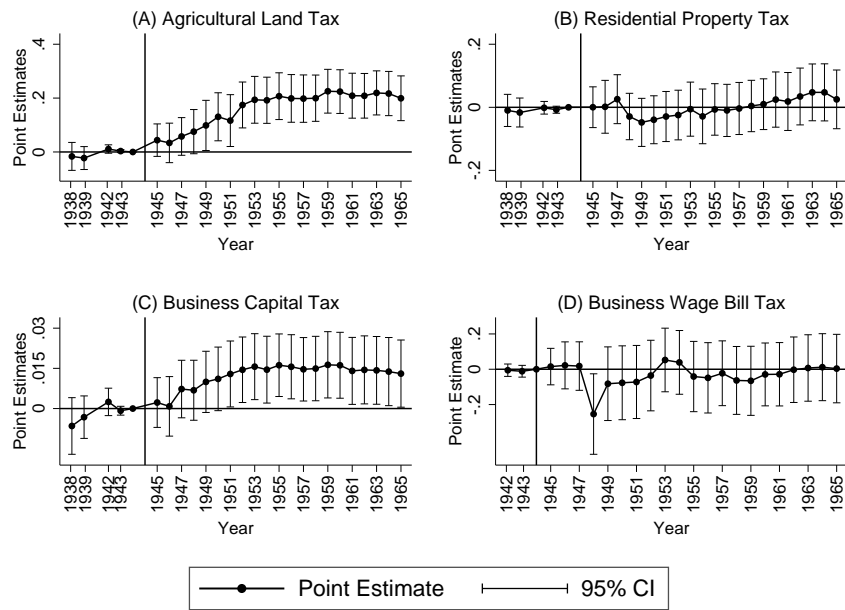 (A) Agricultural Land Tax
Point Estimates
0 .2 .4
1938 1939 1942 1943 1945 1947 1949 1951 1953 1955 1957 1959 1961 1963 1965
Year
(B) Residential Property Tax
Point Estimates
-.2 0 .2
1938 1939 1942 1943 1945 1947 1949 1951 1953 1955 1957 1959 1961 1963 1965
Year
(C) Business Capital Tax
Point Estimates
0 .015 .03
1938 1939 1942 1943 1945 1947 1949 1951 1953 1955 1957 1959 1961 1963 1965
Year
(D) Business Wage Bill Tax
Point Estimate
-.2 0 .2
1942 1943 1945 1947 1949 1951 1953 1955 1957 1959 1961 1963 1965
Year
Point Estimate 95% CI